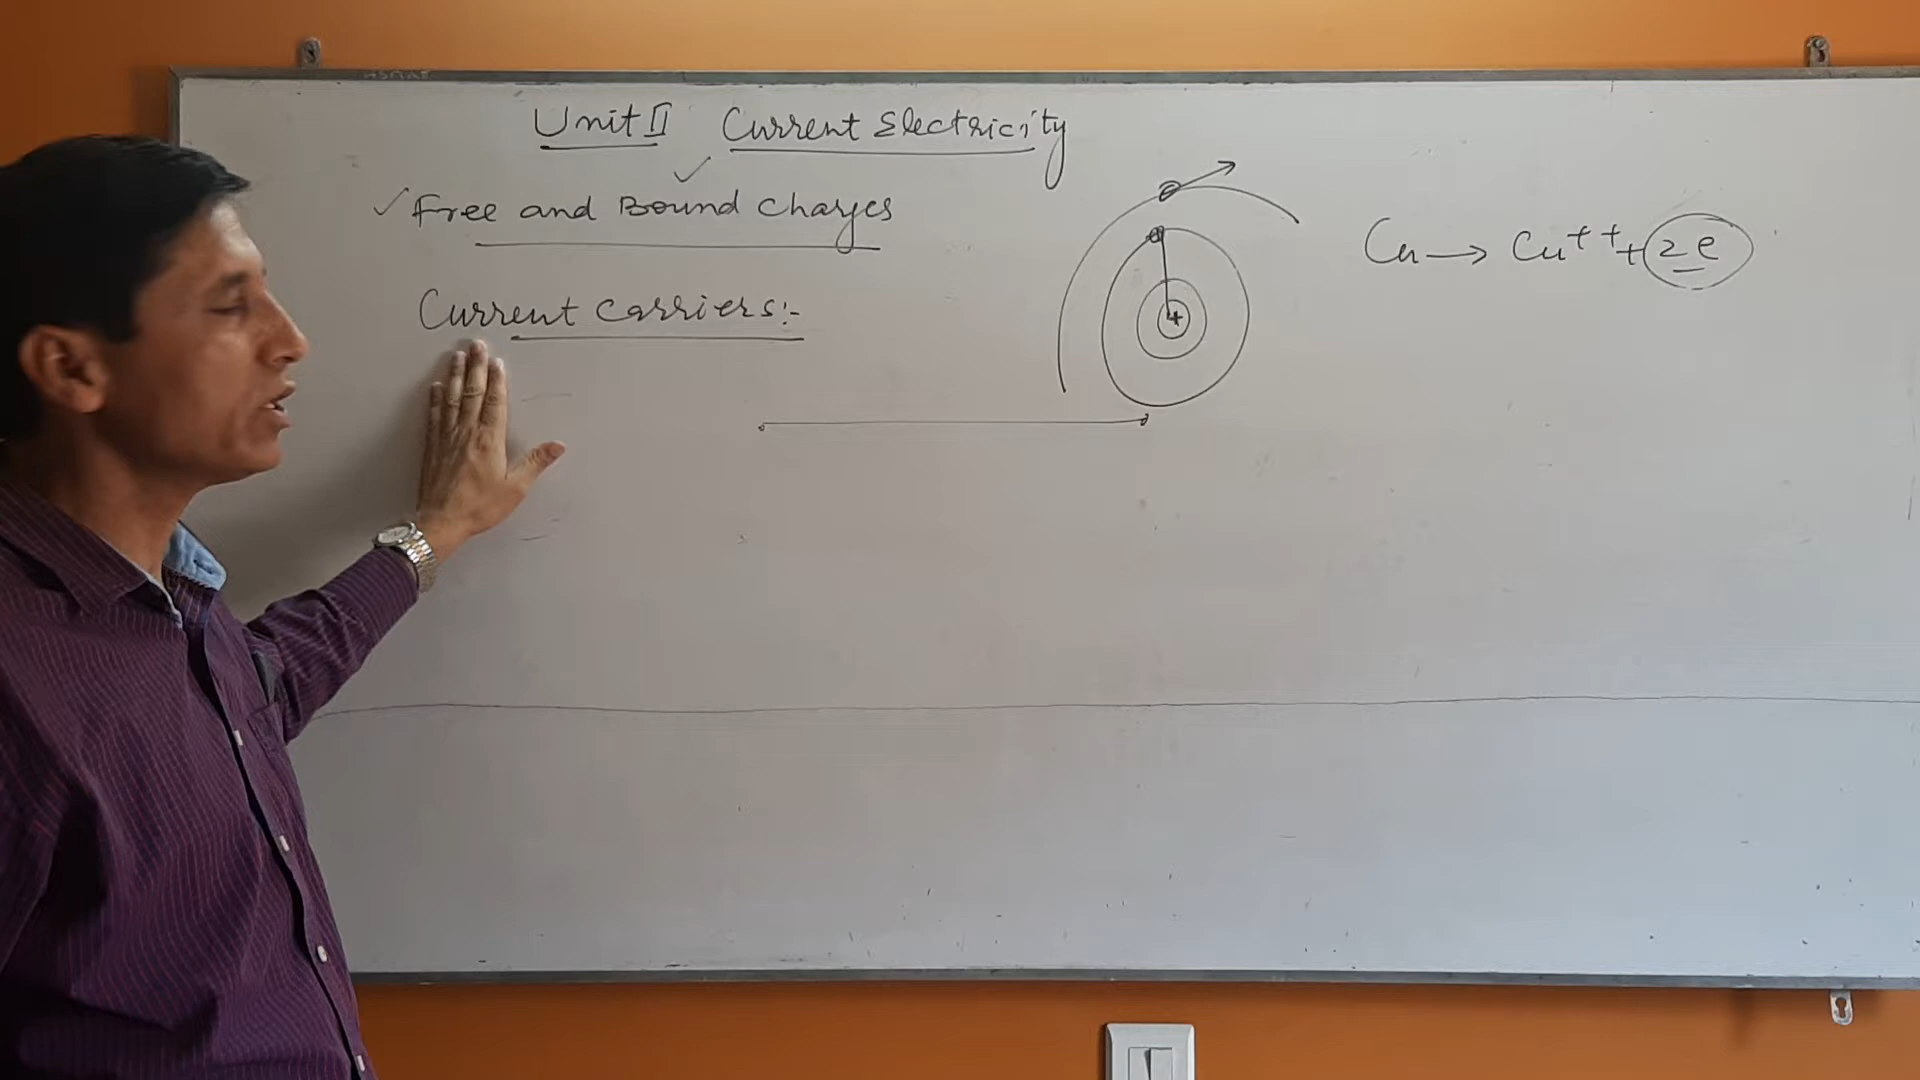 Unit II Current Electricity
✓ Free and Bound Charges
Current Carriers:-
Cu → Cu++ + 2e
+